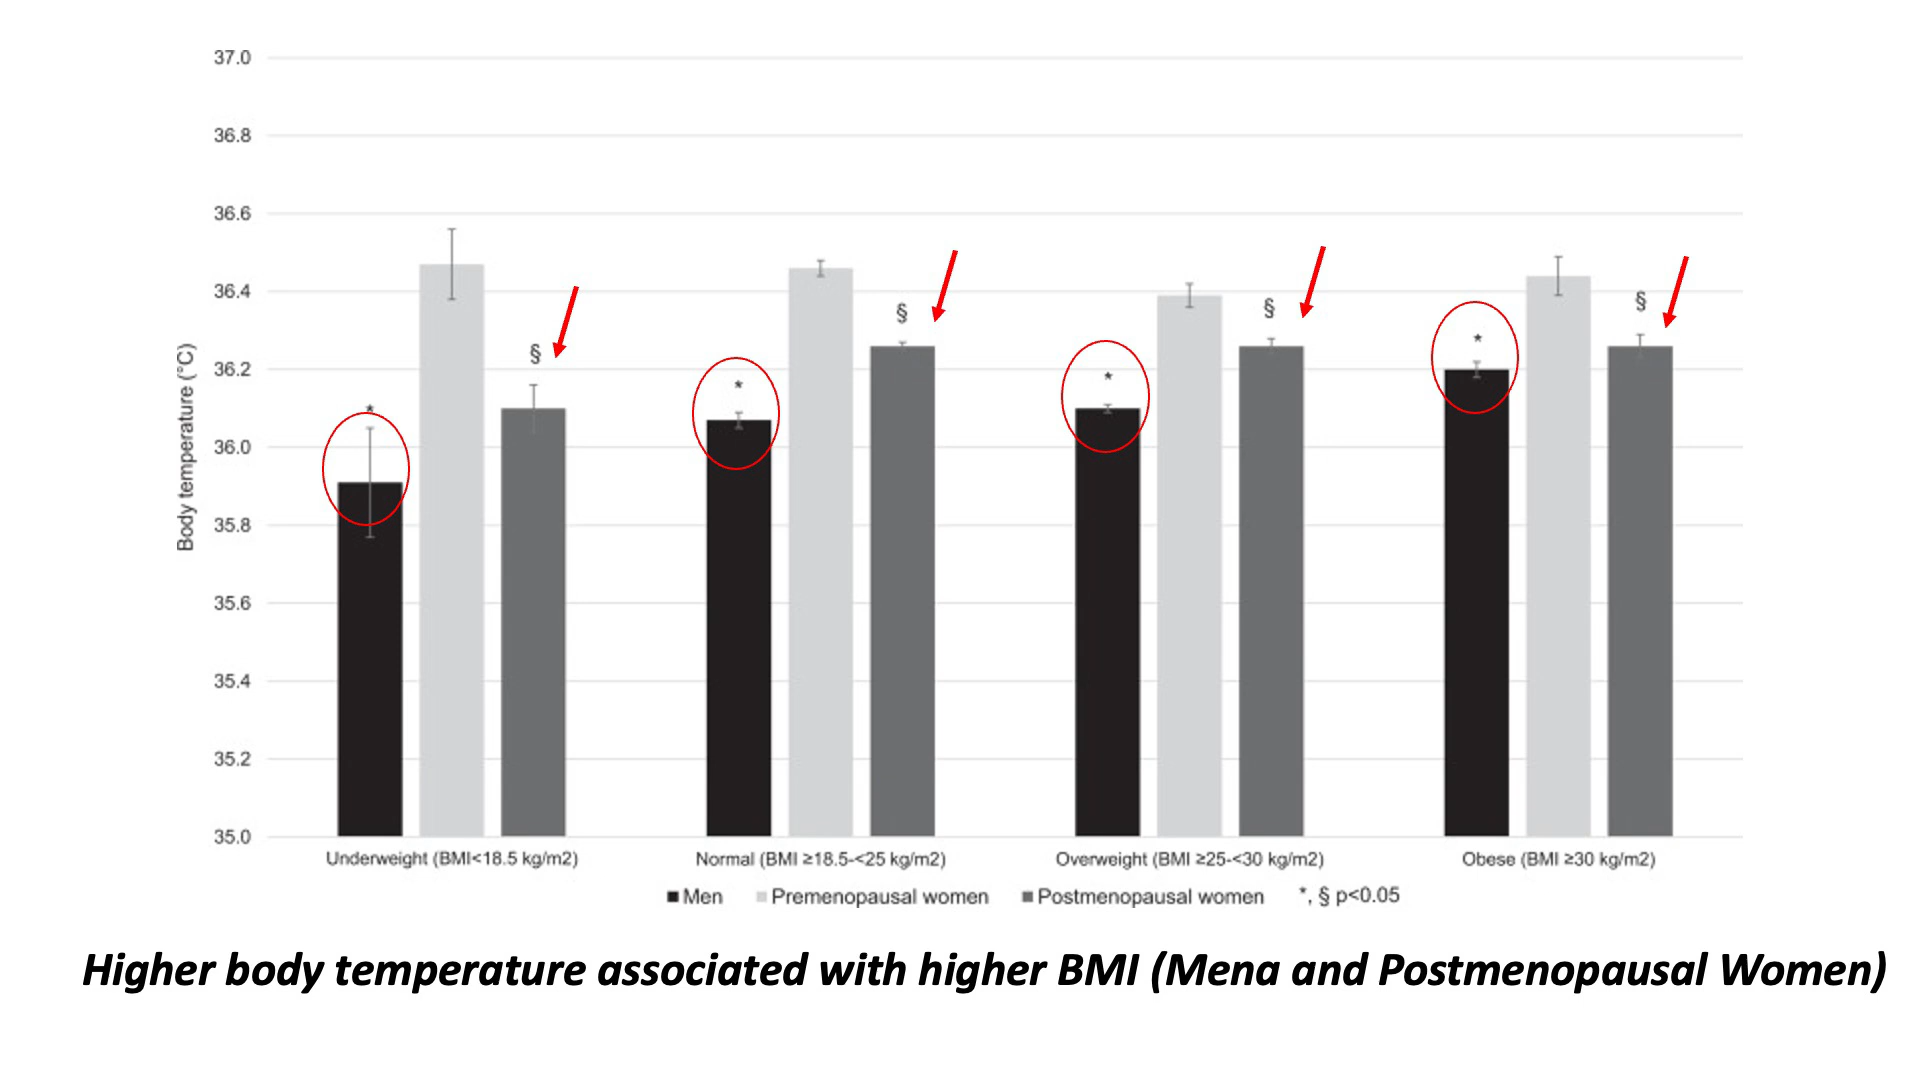 37.0
36.8
36.6
36.4
36.2
36.0
35.8
35.6
35.4
35.2
35.0
Body temperature (°C)
*
§
*
§
*
§
*
§
Underweight (BMI<18.5 kg/m2)
Normal (BMI ≥18.5-<25 kg/m2)
Overweight (BMI ≥25-<30 kg/m2)
Obese (BMI ≥30 kg/m2)
Men Premenopausal women Postmenopausal women *, § p<0.05
Higher body temperature associated with higher BMI (Mena and Postmenopausal Women)